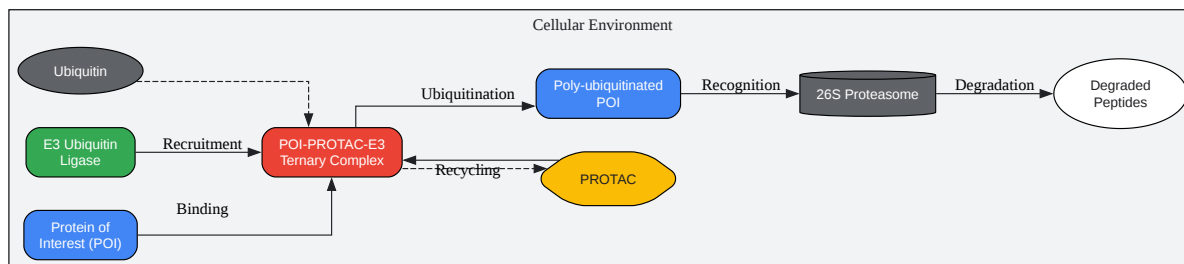 Cellular Environment
Ubiquitin
Ubiquitination
Poly-ubiquitinated
POI
Recognition
26S Proteasome
Degradation
Degraded
Peptides
E3 Ubiquitin
Ligase
Recruitment
POI-PROTAC-E3
Ternary Complex
Recycling
PROTAC
Binding
Protein of
Interest (POI)